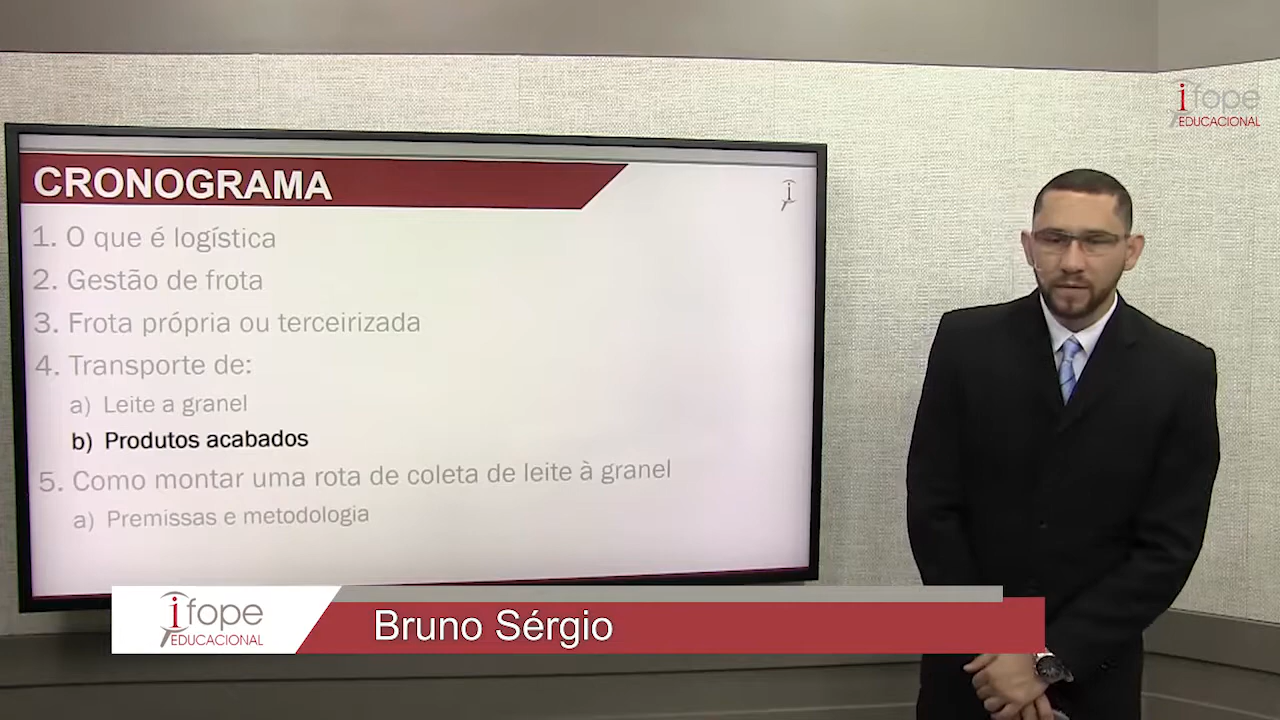 ifope
EDUCACIONAL
CRONOGRAMA
i
1. O que é logística
2. Gestão de frota
3. Frota própria ou terceirizada
4. Transporte de:
a) Leite a granel
b) Produtos acabados
5. Como montar uma rota de coleta de leite à granel
a) Premissas e metodologia
ifope
EDUCACIONAL
Bruno Sérgio